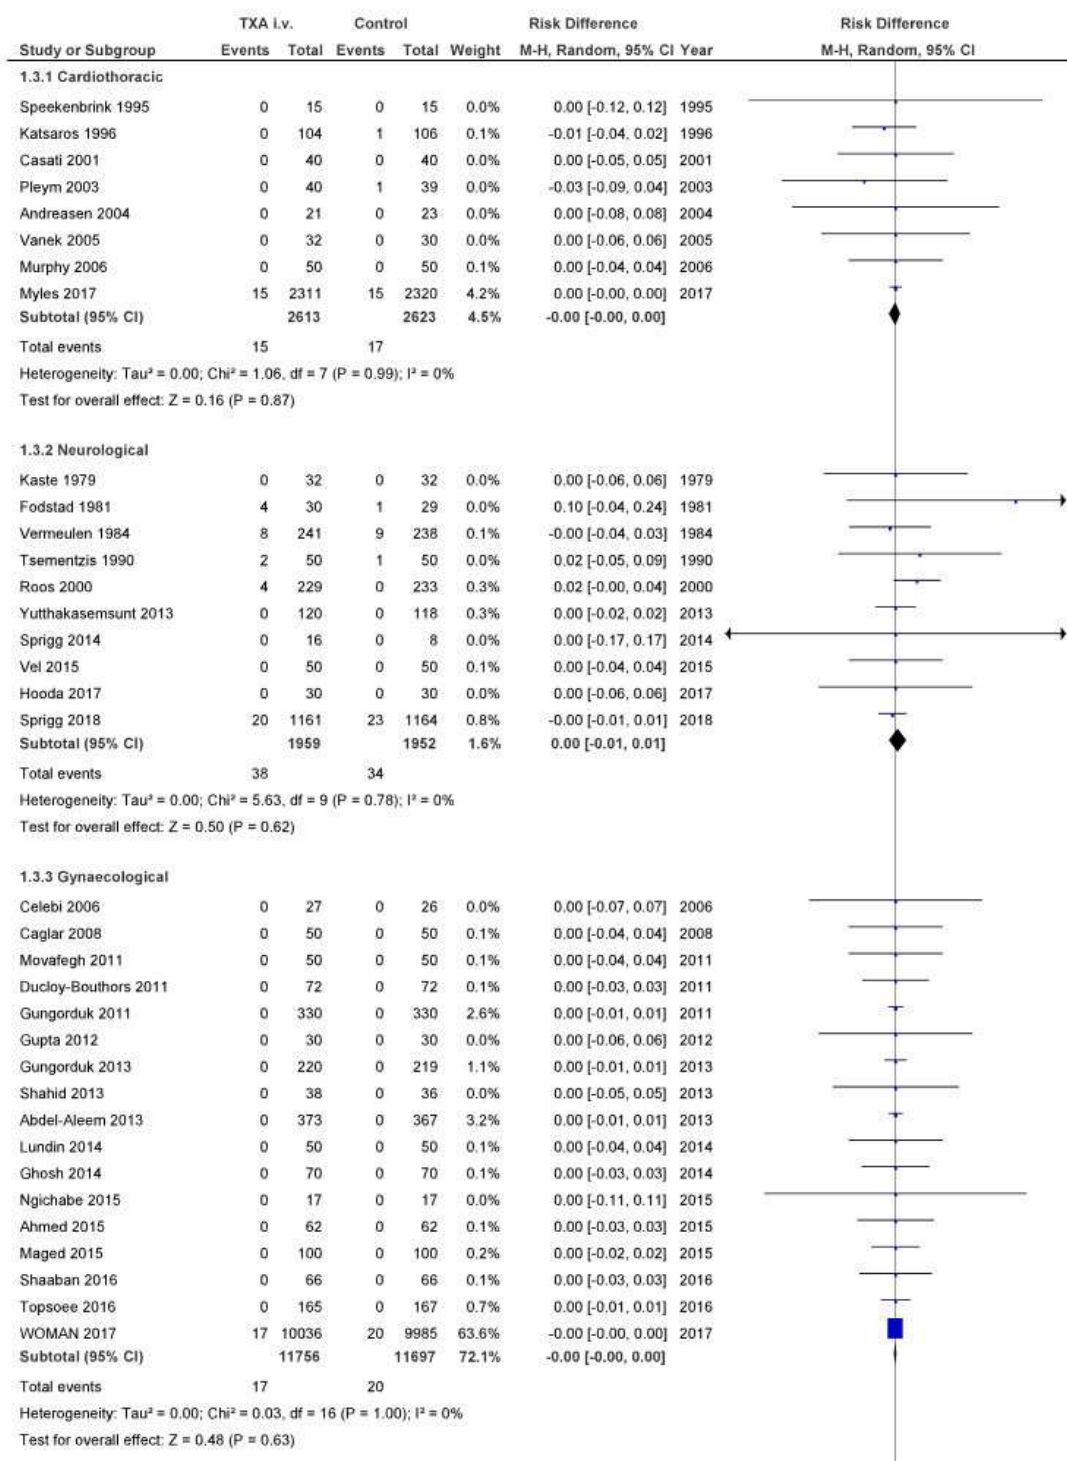 TXA i.v. Control Risk Difference Risk Difference
Study or Subgroup Events Total Events Total Weight M-H, Random, 95% CI Year M-H, Random, 95% CI
1.3.1 Cardiothoracic
Speekenbrink 1995 0 15 0 15 0.0% 0.00 [-0.12, 0.12] 1995
Katsaros 1996 0 104 1 106 0.1% -0.01 [-0.04, 0.02] 1996
Casati 2001 0 40 0 40 0.0% 0.00 [-0.05, 0.05] 2001
Pleym 2003 0 40 1 39 0.0% -0.03 [-0.09, 0.04] 2003
Andreasen 2004 0 21 0 23 0.0% 0.00 [-0.08, 0.08] 2004
Vanek 2005 0 32 0 30 0.0% 0.00 [-0.06, 0.06] 2005
Murphy 2006 0 50 0 50 0.1% 0.00 [-0.04, 0.04] 2006
Myles 2017 15 2311 15 2320 4.2% 0.00 [-0.00, 0.00] 2017
Subtotal (95% CI) 2613 2623 4.5% -0.00 [-0.00, 0.00]
Total events 15 17
Heterogeneity: Tau² = 0.00; Chi² = 1.06, df = 7 (P = 0.99); I² = 0%
Test for overall effect: Z = 0.16 (P = 0.87)
1.3.2 Neurological
Kaste 1979 0 32 0 32 0.0% 0.00 [-0.06, 0.06] 1979
Fodstad 1981 4 30 1 29 0.0% 0.10 [-0.04, 0.24] 1981
Vermeulen 1984 8 241 9 238 0.1% -0.00 [-0.04, 0.03] 1984
Tsementzis 1990 2 50 1 50 0.0% 0.02 [-0.05, 0.09] 1990
Roos 2000 4 229 0 233 0.3% 0.02 [-0.00, 0.04] 2000
Yutthakasemsunt 2013 0 120 0 118 0.3% 0.00 [-0.02, 0.02] 2013
Sprigg 2014 0 16 0 8 0.0% 0.00 [-0.17, 0.17] 2014
Vel 2015 0 50 0 50 0.1% 0.00 [-0.04, 0.04] 2015
Hooda 2017 0 30 0 30 0.0% 0.00 [-0.06, 0.06] 2017
Sprigg 2018 20 1161 23 1164 0.8% -0.00 [-0.01, 0.01] 2018
Subtotal (95% CI) 1959 1952 1.6% 0.00 [-0.01, 0.01]
Total events 38 34
Heterogeneity: Tau² = 0.00; Chi² = 5.63, df = 9 (P = 0.78); I² = 0%
Test for overall effect: Z = 0.50 (P = 0.62)
1.3.3 Gynaecological
Celebi 2006 0 27 0 26 0.0% 0.00 [-0.07, 0.07] 2006
Caglar 2008 0 50 0 50 0.1% 0.00 [-0.04, 0.04] 2008
Movafegh 2011 0 50 0 50 0.1% 0.00 [-0.04, 0.04] 2011
Ducloy-Bouthors 2011 0 72 0 72 0.1% 0.00 [-0.03, 0.03] 2011
Gungorduk 2011 0 330 0 330 2.6% 0.00 [-0.01, 0.01] 2011
Gupta 2012 0 30 0 30 0.0% 0.00 [-0.06, 0.06] 2012
Gungorduk 2013 0 220 0 219 1.1% 0.00 [-0.01, 0.01] 2013
Shahid 2013 0 38 0 36 0.0% 0.00 [-0.05, 0.05] 2013
Abdel-Aleem 2013 0 373 0 367 3.2% 0.00 [-0.01, 0.01] 2013
Lundin 2014 0 50 0 50 0.1% 0.00 [-0.04, 0.04] 2014
Ghosh 2014 0 70 0 70 0.1% 0.00 [-0.03, 0.03] 2014
Ngichabe 2015 0 17 0 17 0.0% 0.00 [-0.11, 0.11] 2015
Ahmed 2015 0 62 0 62 0.1% 0.00 [-0.03, 0.03] 2015
Maged 2015 0 100 0 100 0.2% 0.00 [-0.02, 0.02] 2015
Shaaban 2016 0 66 0 66 0.1% 0.00 [-0.03, 0.03] 2016
Topsoee 2016 0 165 0 167 0.7% 0.00 [-0.01, 0.01] 2016
WOMAN 2017 17 10036 20 9985 63.6% -0.00 [-0.00, 0.00] 2017
Subtotal (95% CI) 11756 11697 72.1% -0.00 [-0.00, 0.00]
Total events 17 20
Heterogeneity: Tau² = 0.00; Chi² = 0.03, df = 16 (P = 1.00); I² = 0%
Test for overall effect: Z = 0.48 (P = 0.63)